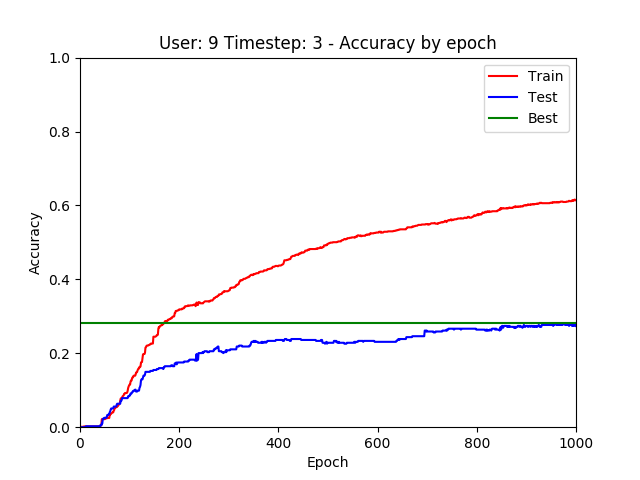 User: 9 Timestep: 3 - Accuracy by epoch
1.0
0.8
0.6
0.4
0.2
0.0
Accuracy
Train
Test
Best
0 200 400 600 800 1000
Epoch